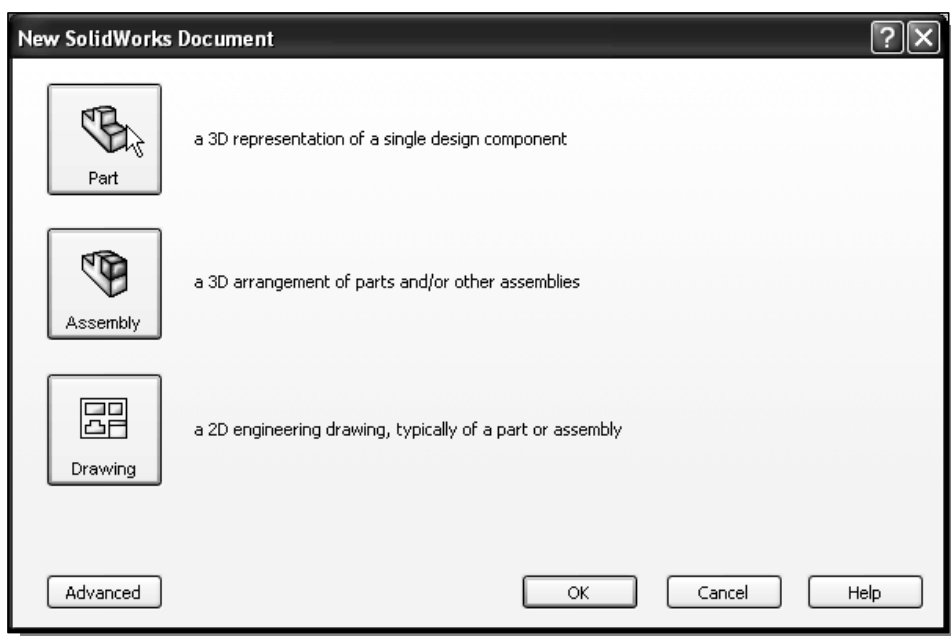 New SolidWorks Document
?
Part
a 3D representation of a single design component
Assembly
a 3D arrangement of parts and/or other assemblies
Drawing
a 2D engineering drawing, typically of a part or assembly
Advanced
OK
Cancel
Help